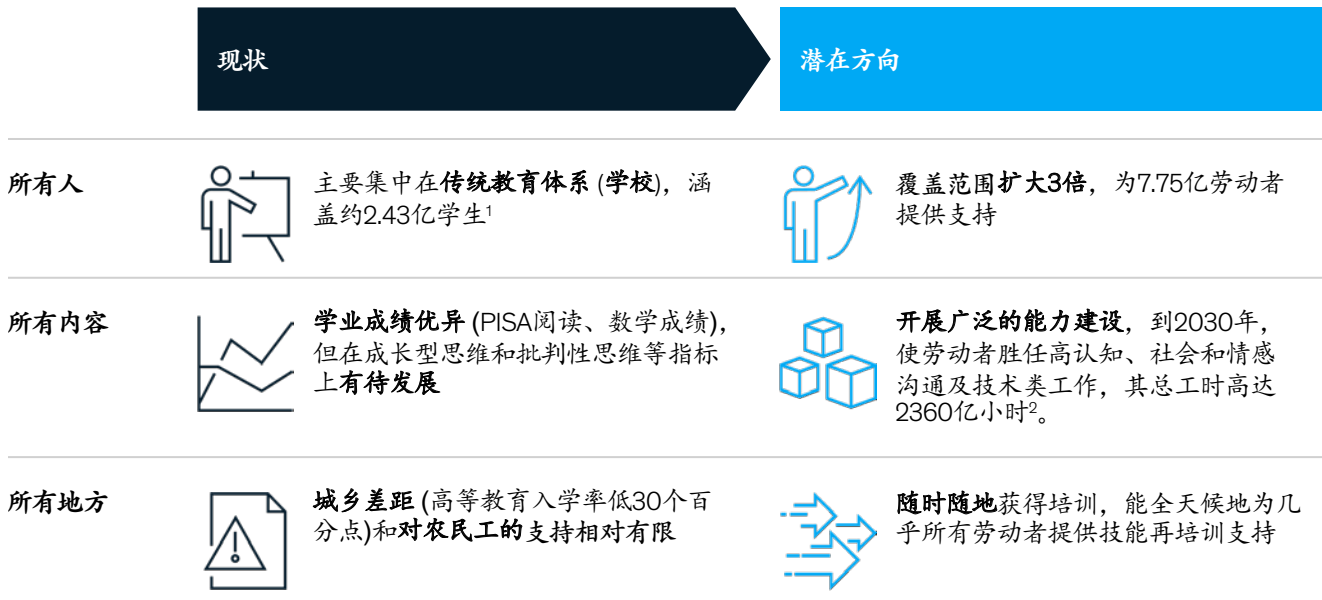 现状
潜在方向
所有人
主要集中在传统教育体系 (学校)，涵
盖约2.43亿学生¹
覆盖范围扩大3倍，为7.75亿劳动者
提供支持
所有内容
学业成绩优异 (PISA阅读、数学成绩)，
但在成长型思维和批判性思维等指标
上有待发展
开展广泛的能力建设，到2030年，
使劳动者胜任高认知、社会和情感
沟通及技术类工作，其总工时高达
2360亿小时²。
所有地方
城乡差距 (高等教育入学率低30个百
分点)和对农民工的支持相对有限
随时随地获得培训，能全天候地为几
乎所有劳动者提供技能再培训支持